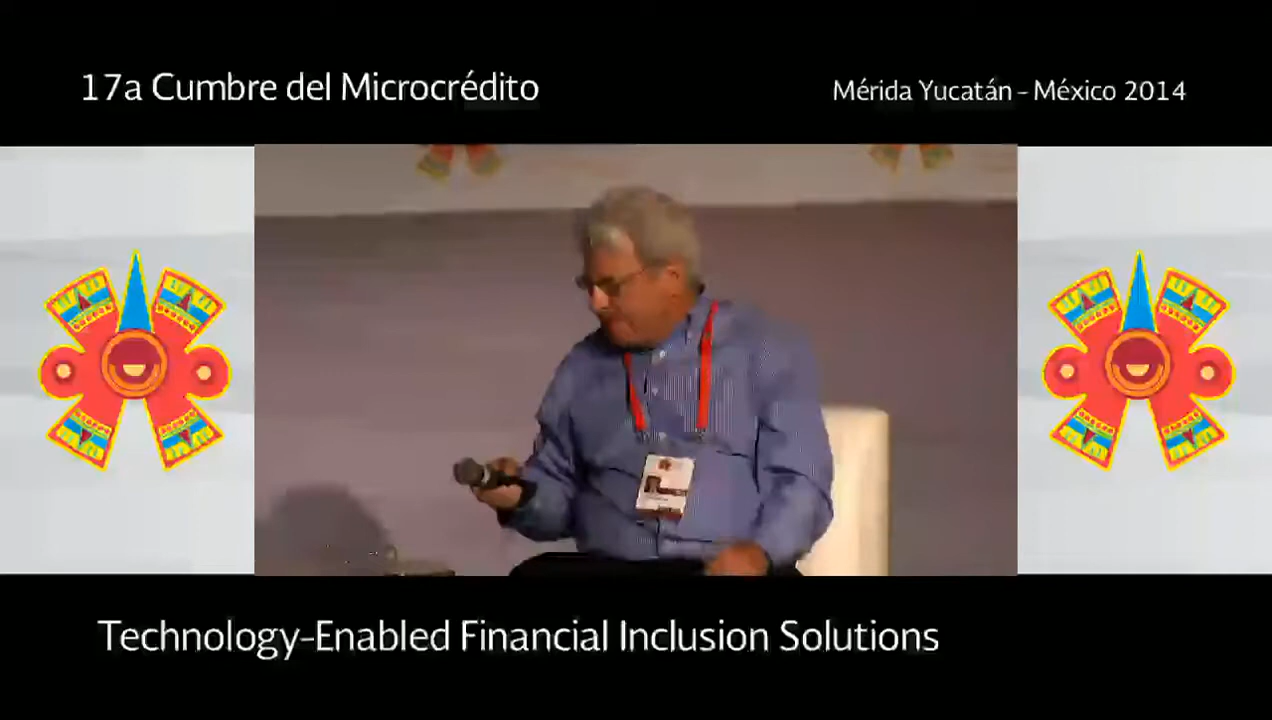 17a Cumbre del Microcrédito
Mérida Yucatán - México 2014
Technology-Enabled Financial Inclusion Solutions